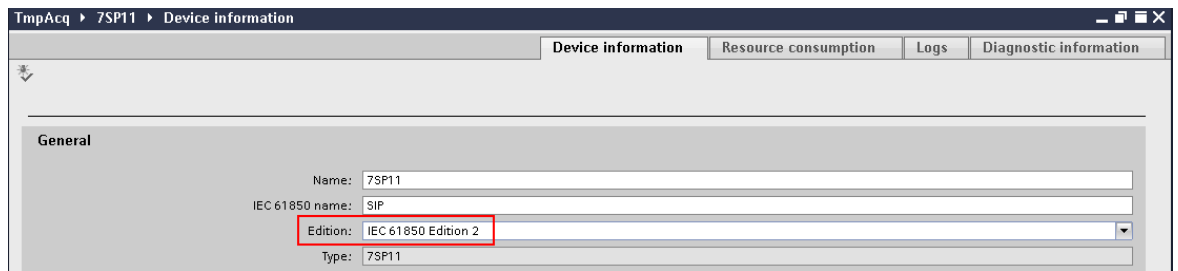 TmpAcq ▸ 7SP11 ▸ Device information
Device information Resource consumption Logs Diagnostic information
General
Name: 7SP11
IEC 61850 name: SIP
Edition: IEC 61850 Edition 2
Type: 7SP11